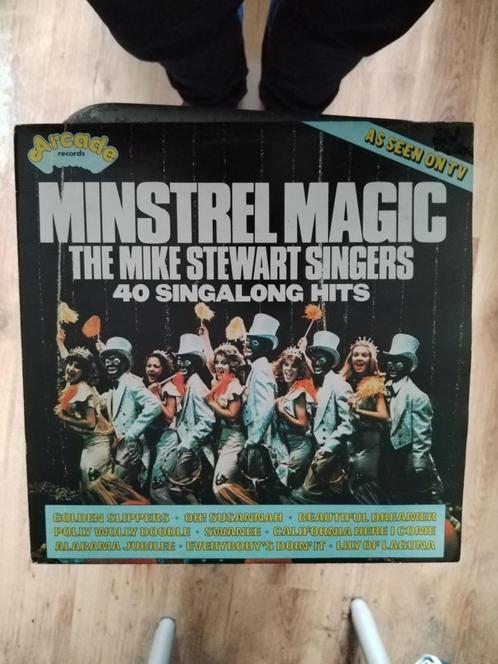 Arcade
records
AS SEEN ON TV
MINSTREL MAGIC
THE MIKE STEWART SINGERS
40 SINGALONG HITS
GOLDEN SLIPPERS • OH! SUSANNAH • BEAUTIFUL DREAMER
POLLY WOLLY DOODLE • SWANEE • CALIFORNIA HERE I COME
ALABAMA JUBILEE • EVERYBODY'S DOIN' IT • LILY OF LAGUNA